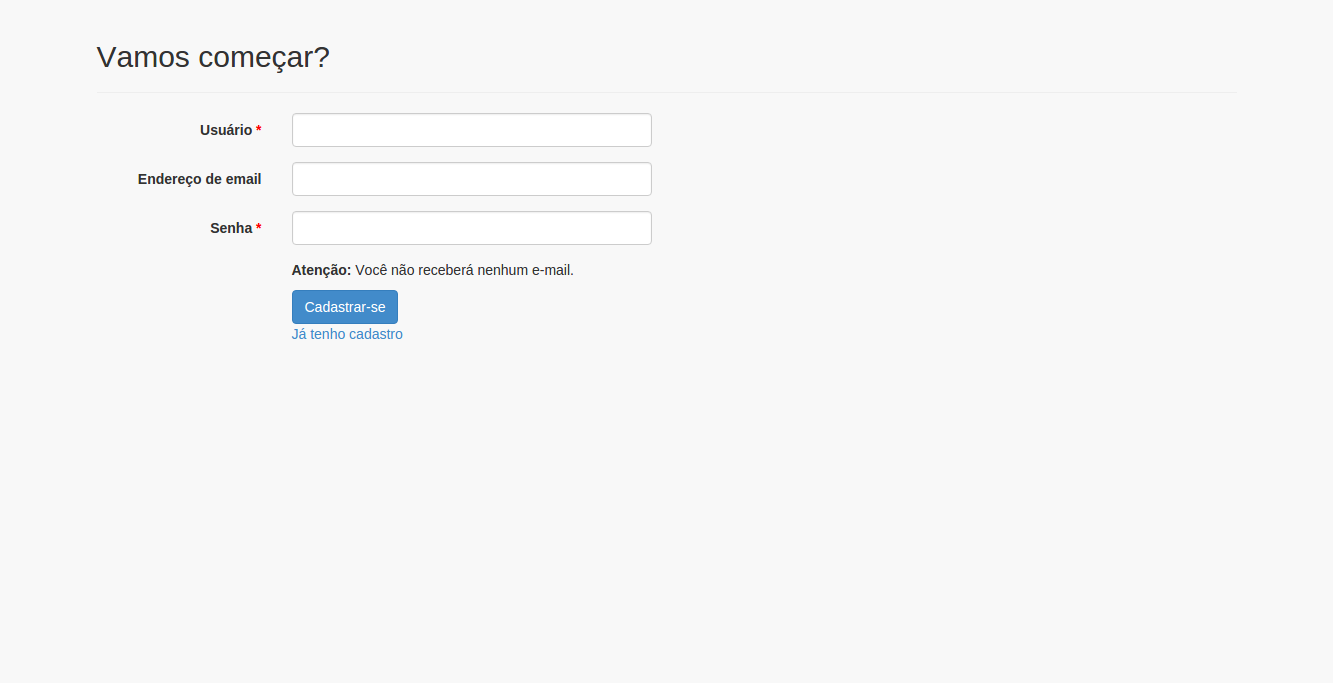 Vamos começar?
Usuário *
Endereço de email
Senha *
Atenção: Você não receberá nenhum e-mail.
Cadastrar-se
Já tenho cadastro